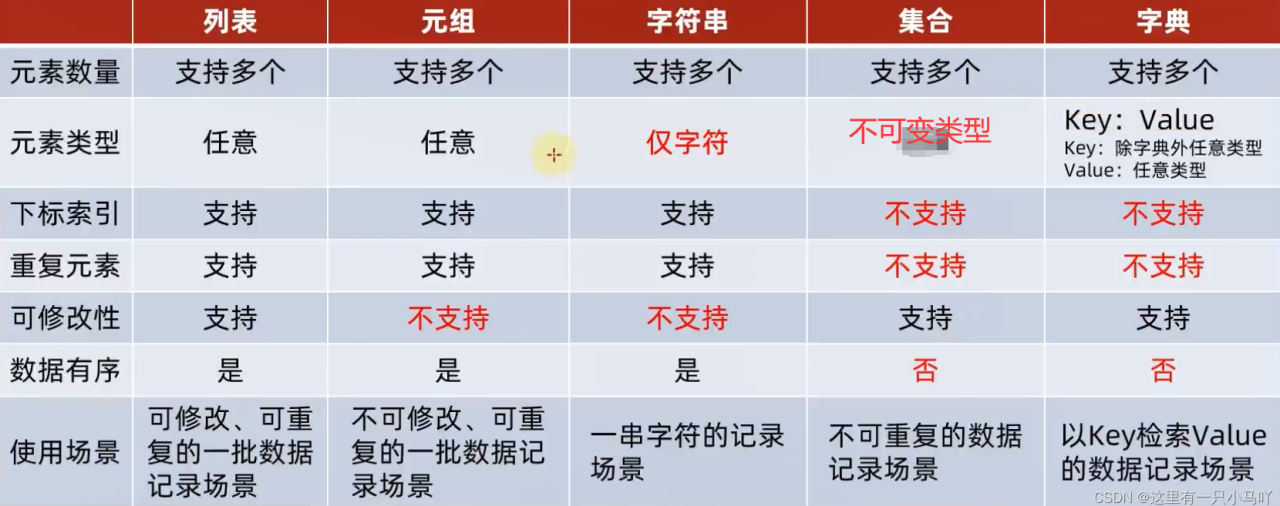 列表 元组 字符串 集合 字典
元素数量 支持多个 支持多个 支持多个 支持多个 支持多个
元素类型 任意 任意 仅字符 不可变类型 Key：Value
Key：除字典外任意类型
Value：任意类型
下标索引 支持 支持 支持 不支持 不支持
重复元素 支持 支持 支持 不支持 不支持
可修改性 支持 不支持 不支持 支持 支持
数据有序 是 是 是 否 否
使用场景
可修改、可重
复的一批数据
记录场景
不可修改、可重
复的一批数据记
录场景
一串字符的记录
场景
不可重复的数据
记录场景
以Key检索Value
的数据记录场景
CSDN @这里有一只小马吖